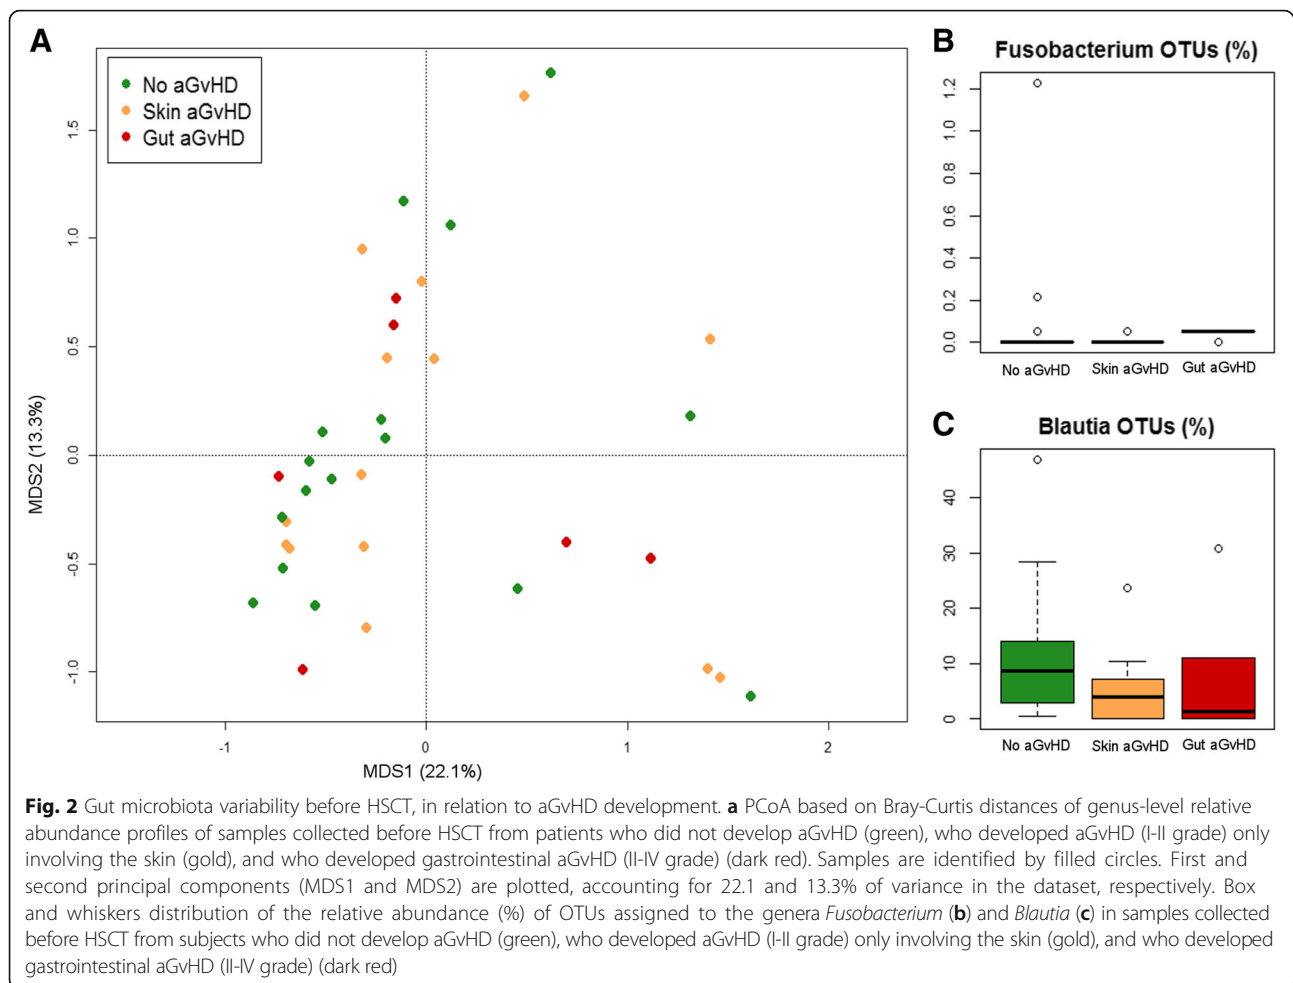 A
No aGvHD
Skin aGvHD
Gut aGvHD
MDS2 (13.3%)
1.5
1.0
0.5
0.0
-0.5
-1.0
-1
0
1
2
MDS1 (22.1%)
B
Fusobacterium OTUs (%)
1.2
1.0
0.8
0.6
0.4
0.2
0.0
No aGvHD
Skin aGvHD
Gut aGvHD
C
Blautia OTUs (%)
40
30
20
10
0
No aGvHD
Skin aGvHD
Gut aGvHD
Fig. 2 Gut microbiota variability before HSCT, in relation to aGvHD development. a PCoA based on Bray-Curtis distances of genus-level relative
abundance profiles of samples collected before HSCT from patients who did not develop aGvHD (green), who developed aGvHD (I-II grade) only
involving the skin (gold), and who developed gastrointestinal aGvHD (II-IV grade) (dark red). Samples are identified by filled circles. First and
second principal components (MDS1 and MDS2) are plotted, accounting for 22.1 and 13.3% of variance in the dataset, respectively. Box
and whiskers distribution of the relative abundance (%) of OTUs assigned to the genera Fusobacterium (b) and Blautia (c) in samples collected
before HSCT from subjects who did not develop aGvHD (green), who developed aGvHD (I-II grade) only involving the skin (gold), and who developed
gastrointestinal aGvHD (II-IV grade) (dark red)